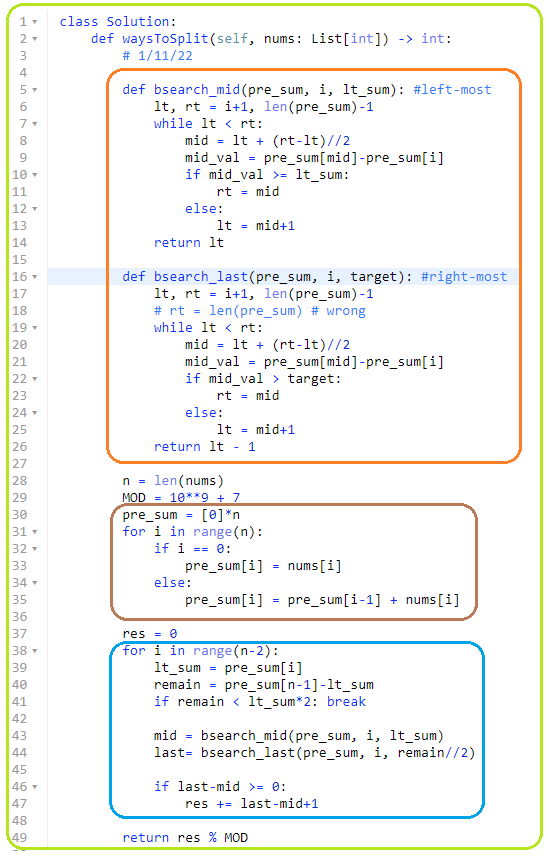 1 class Solution:
2     def waysToSplit(self, nums: List[int]) -> int:
3         # 1/11/22
4
5         def bsearch_mid(pre_sum, i, lt_sum): #left-most
6             lt, rt = i+1, len(pre_sum)-1
7             while lt < rt:
8                 mid = lt + (rt-lt)//2
9                 mid_val = pre_sum[mid]-pre_sum[i]
10                 if mid_val >= lt_sum:
11                     rt = mid
12                 else:
13                     lt = mid+1
14             return lt
15
16         def bsearch_last(pre_sum, i, target): #right-most
17             lt, rt = i+1, len(pre_sum)-1
18             # rt = len(pre_sum) # wrong
19             while lt < rt:
20                 mid = lt + (rt-lt)//2
21                 mid_val = pre_sum[mid]-pre_sum[i]
22                 if mid_val > target:
23                     rt = mid
24                 else:
25                     lt = mid+1
26             return lt - 1
27
28         n = len(nums)
29         MOD = 10**9 + 7
30         pre_sum = [0]*n
31         for i in range(n):
32             if i == 0:
33                 pre_sum[i] = nums[i]
34             else:
35                 pre_sum[i] = pre_sum[i-1] + nums[i]
36
37         res = 0
38         for i in range(n-2):
39             lt_sum = pre_sum[i]
40             remain = pre_sum[n-1]-lt_sum
41             if remain < lt_sum*2: break
42
43             mid = bsearch_mid(pre_sum, i, lt_sum)
44             last= bsearch_last(pre_sum, i, remain//2)
45
46             if last-mid >= 0:
47                 res += last-mid+1
48
49         return res % MOD